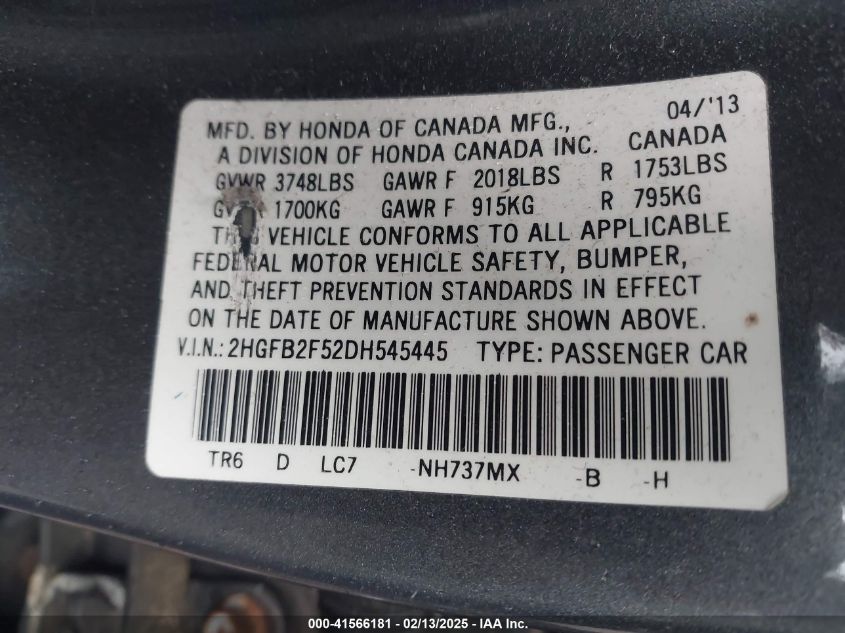 04/'13
MFD. BY HONDA OF CANADA MFG.,
A DIVISION OF HONDA CANADA INC. CANADA
GVWR 3748LBS GAWR F 2018LBS R 1753LBS
1700KG GAWR F 915KG R 795KG
VEHICLE CONFORMS TO ALL APPLICABLE
FEDERAL MOTOR VEHICLE SAFETY, BUMPER,
AND THEFT PREVENTION STANDARDS IN EFFECT
ON THE DATE OF MANUFACTURE SHOWN ABOVE.
V.I.N.: 2HGFB2F52DH545445 TYPE: PASSENGER CAR
TR6 D LC7 -NH737MX -B -H
000-41566181 - 02/13/2025 - IAA Inc.